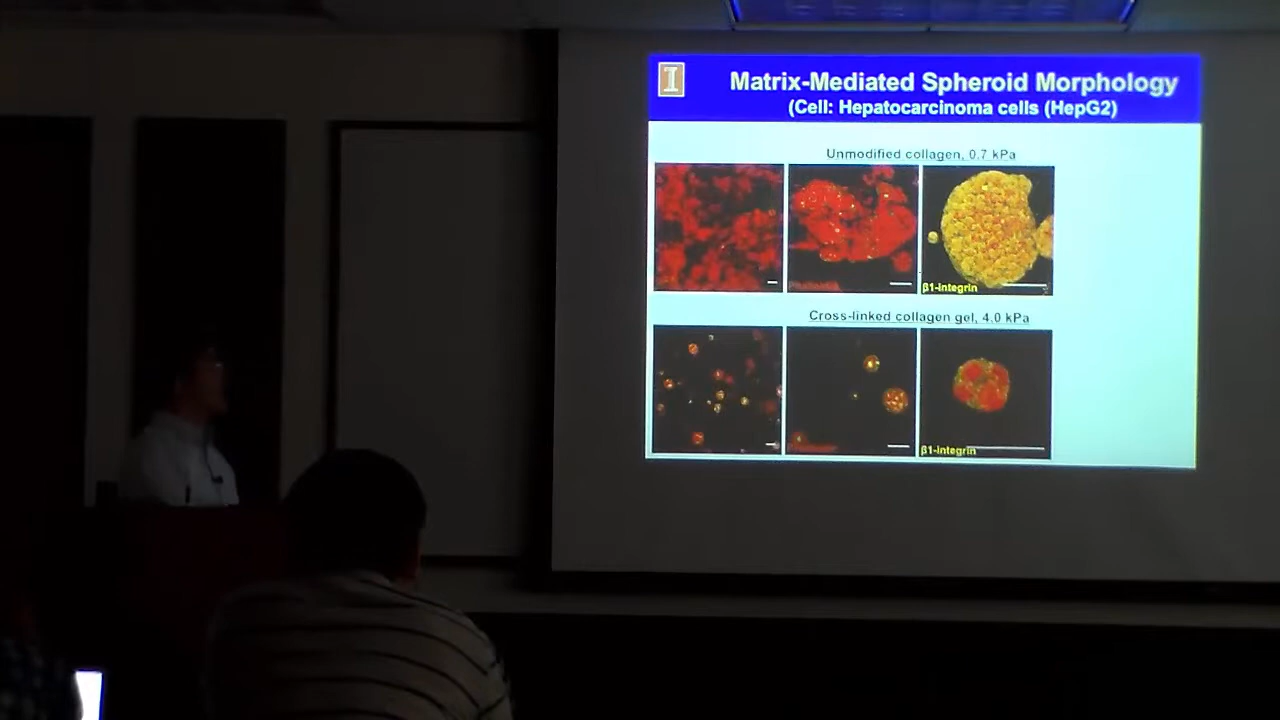 I
Matrix-Mediated Spheroid Morphology
(Cell: Hepatocarcinoma cells (HepG2)
Unmodified collagen, 0.7 kPa
β1-integrin
Cross-linked collagen gel, 4.0 kPa
β1-integrin